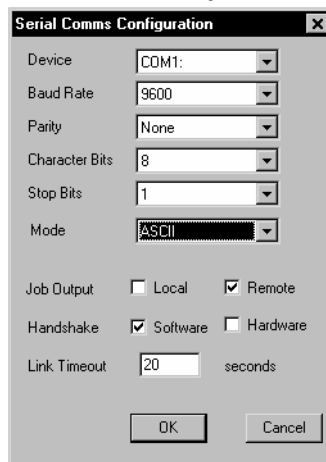 Serial Comms Configuration
Device COM1:
Baud Rate 9600
Parity None
Character Bits 8
Stop Bits 1
Mode ASCII
Job Output Local Remote
Handshake Software Hardware
Link Timeout 20 seconds
OK Cancel